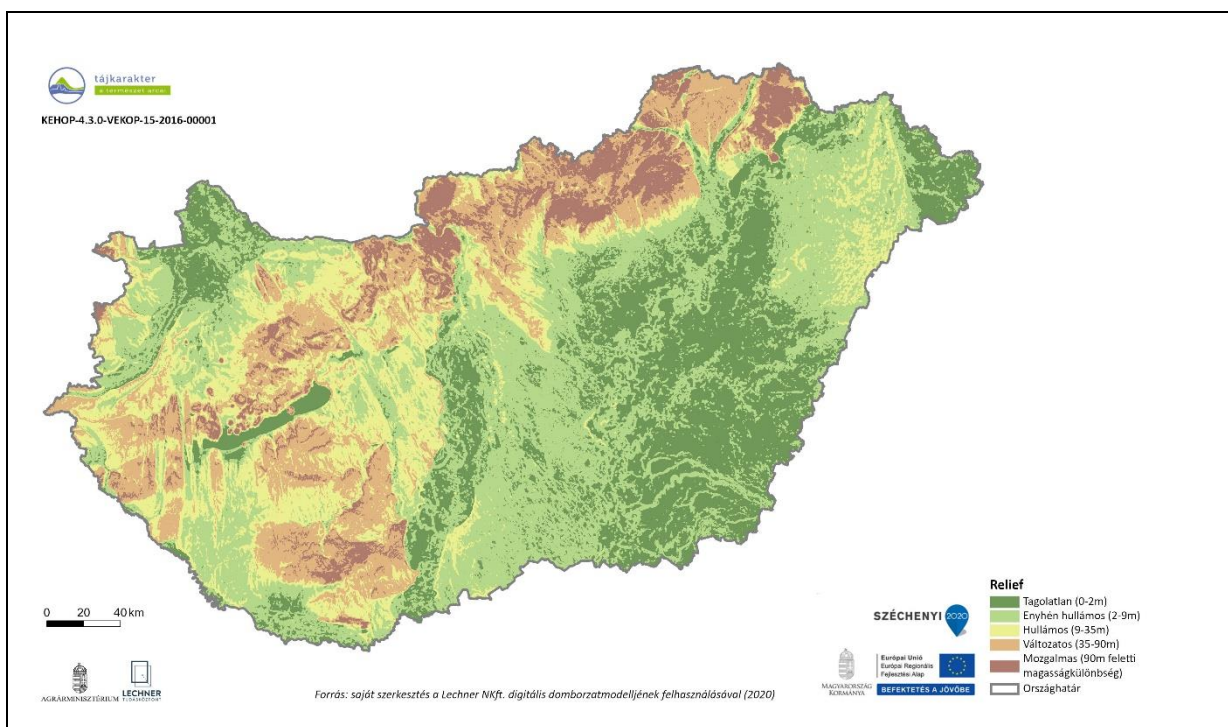 tájkarakter
a természet arcai
KEHOP-4.3.0-VEKOP-15-2016-00001
0 20 40 km
AGRÁRMINISZTÉRIUM
LECHNER
TUDÁSKÖZPONT
Forrás: saját szerkesztés a Lechner NKft. digitális domborzatmodelljének felhasználásával (2020)
SZÉCHENYI 2020
MAGYARORSZÁG
KORMÁNYA
Európai Unió
Európai Regionális
Fejlesztési Alap
BEFEKTETÉS A JÖVŐBE
Relief
Tagolatlan (0-2m)
Enyhén hullámos (2-9m)
Hullámos (9-35m)
Változatos (35-90m)
Mozgalmas (90m feletti
magasságkülönbség)
Országhatár